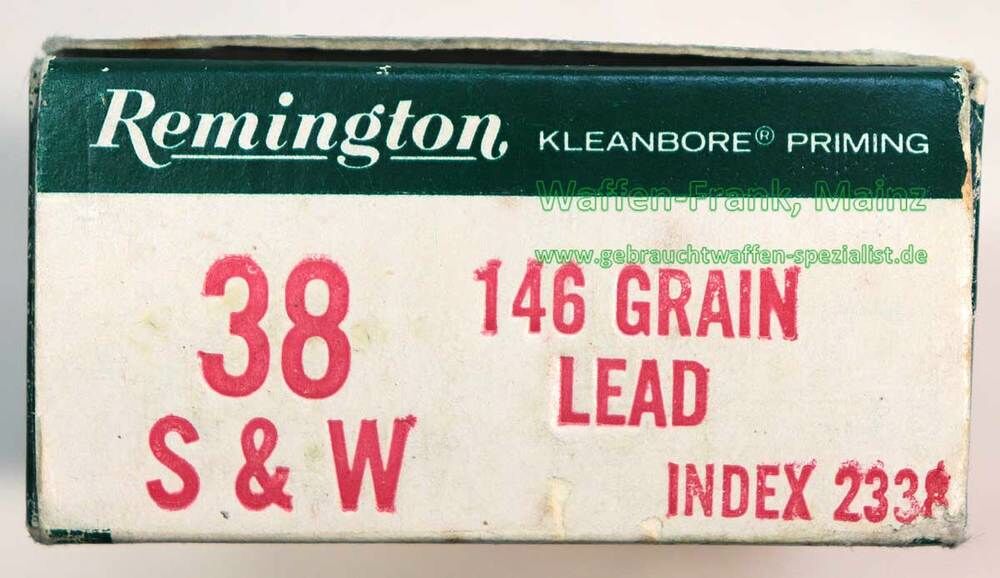 Remington KLEANBORE® PRIMING
Waffen-Frank, Mainz
www.gebrauchtwaffen-spezialist.de
38
S & W
146 GRAIN
LEAD
INDEX 2338